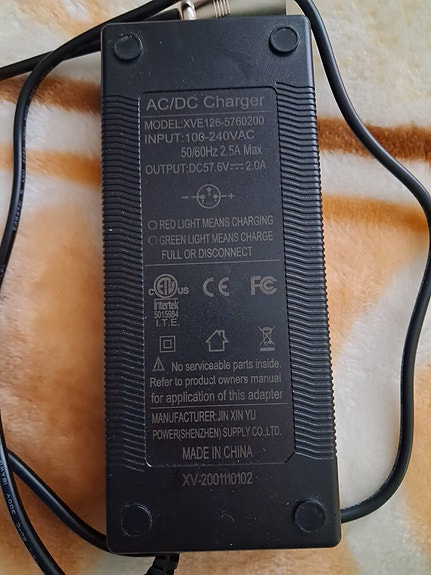 AC/DC Charger
MODEL:XVE126-5760200
INPUT:100-240VAC
50/60Hz 2.5A Max
OUTPUT:DC57.6V⎓2.0A
- +
RED LIGHT MEANS CHARGING
GREEN LIGHT MEANS CHARGE
FULL OR DISCONNECT
c ETL us CE FC
Intertek
5015984
I.T.E.
No serviceable parts inside.
Refer to product owners manual
for application of this adapter
MANUFACTURER:JIN XIN YU
POWER(SHENZHEN) SUPPLY CO.,LTD.
MADE IN CHINA
XV-2001110102